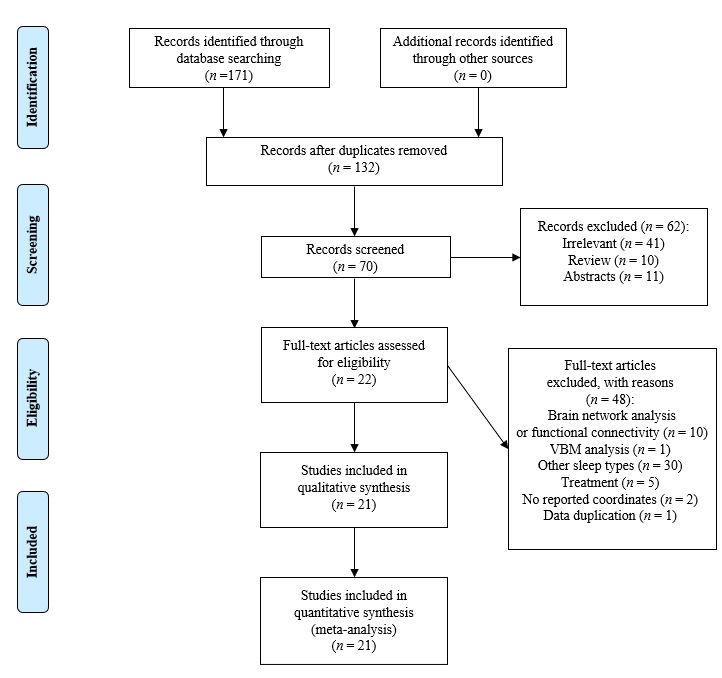 Identification
Records identified through
database searching
(n =171)
Additional records identified
through other sources
(n = 0)
Records after duplicates removed
(n = 132)
Screening
Records screened
(n = 70)
Records excluded (n = 62):
Irrelevant (n = 41)
Review (n = 10)
Abstracts (n = 11)
Eligibility
Full-text articles assessed
for eligibility
(n = 22)
Full-text articles
excluded, with reasons
(n = 48):
Brain network analysis
or functional connectivity (n = 10)
VBM analysis (n = 1)
Other sleep types (n = 30)
Treatment (n = 5)
No reported coordinates (n = 2)
Data duplication (n = 1)
Included
Studies included in
qualitative synthesis
(n = 21)
Studies included in
quantitative synthesis
(meta-analysis)
(n = 21)